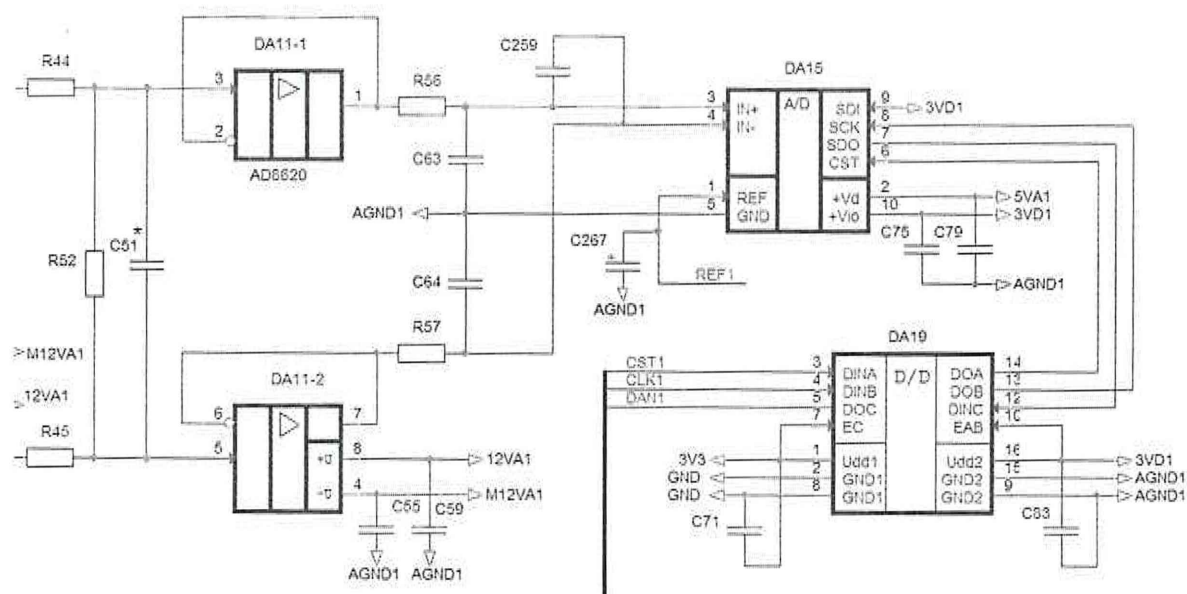 R44
DA11-1
3
1
2
AD8620
R56
C259
DA15
3 IN+ A/D SDI 9 3VD1
4 IN- SCK 8
SDO 7
CST 6
1 REF +Vd 2 5VA1
5 GND +Vio 10 3VD1
C63
AGND1
C51 *
R52
C64
C267 +
AGND1
REF1
C75 C79
AGND1
R57
M12VA1
12VA1
R45
DA11-2
6
7
5
+U 8 12VA1
-U 4 M12VA1
C55 C59
AGND1 AGND1
DA19
CST1 3 DINA D/D DOA 14
CLK1 4 DINB DOB 13
DAN1 5 DOC DINC 12
7 EC EAB 10
3V3 1 Udd1 Udd2 16 3VD1
GND 2 GND1 GND2 15 AGND1
GND 8 GND1 GND2 9 AGND1
C71
C83